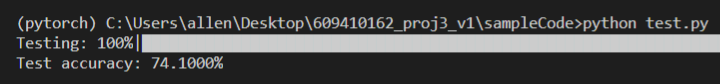 (pytorch) C:\Users\allen\Desktop\609410162_proj3_v1\sampleCode>python test.py
Testing: 100%|
Test accuracy: 74.1000%